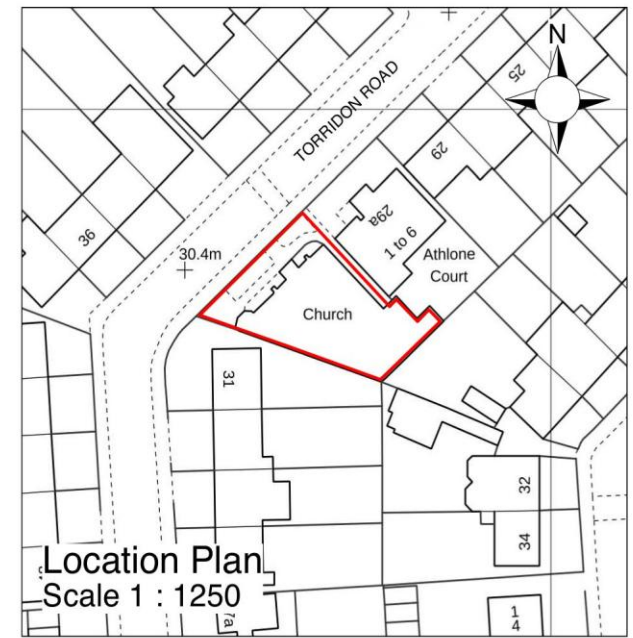 N
25
TORRIDON ROAD
29
29a
1 to 6
36
30.4m
Athlone
Court
Church
31
32
34
Location Plan
Scale 1 : 1250
1
4